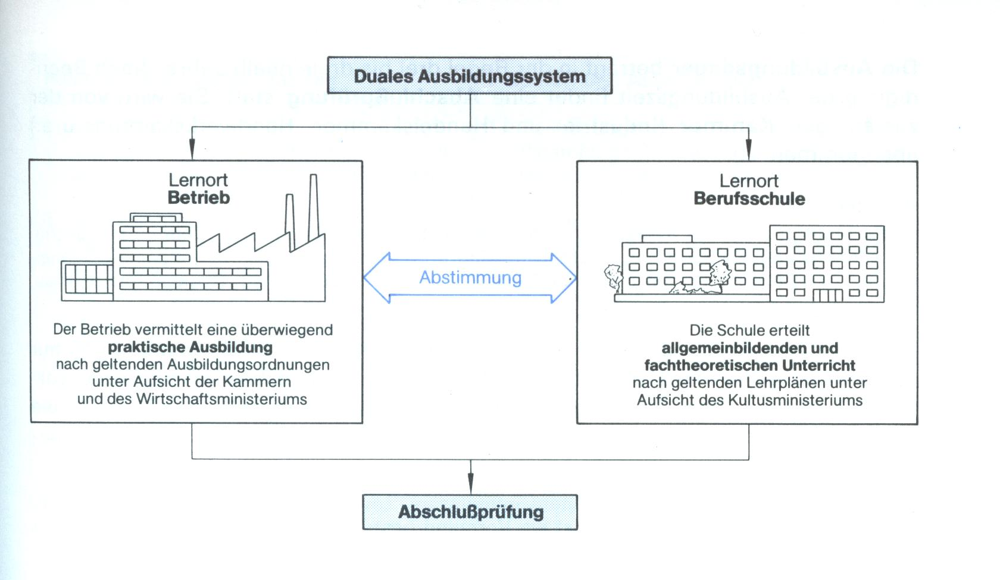 Duales Ausbildungssystem
Lernort
Betrieb
Der Betrieb vermittelt eine überwiegend
praktische Ausbildung
nach geltenden Ausbildungsordnungen
unter Aufsicht der Kammern
und des Wirtschaftsministeriums
Abstimmung
Lernort
Berufsschule
Die Schule erteilt
allgemeinbildenden und
fachtheoretischen Unterricht
nach geltenden Lehrplänen unter
Aufsicht des Kultusministeriums
Abschlußprüfung